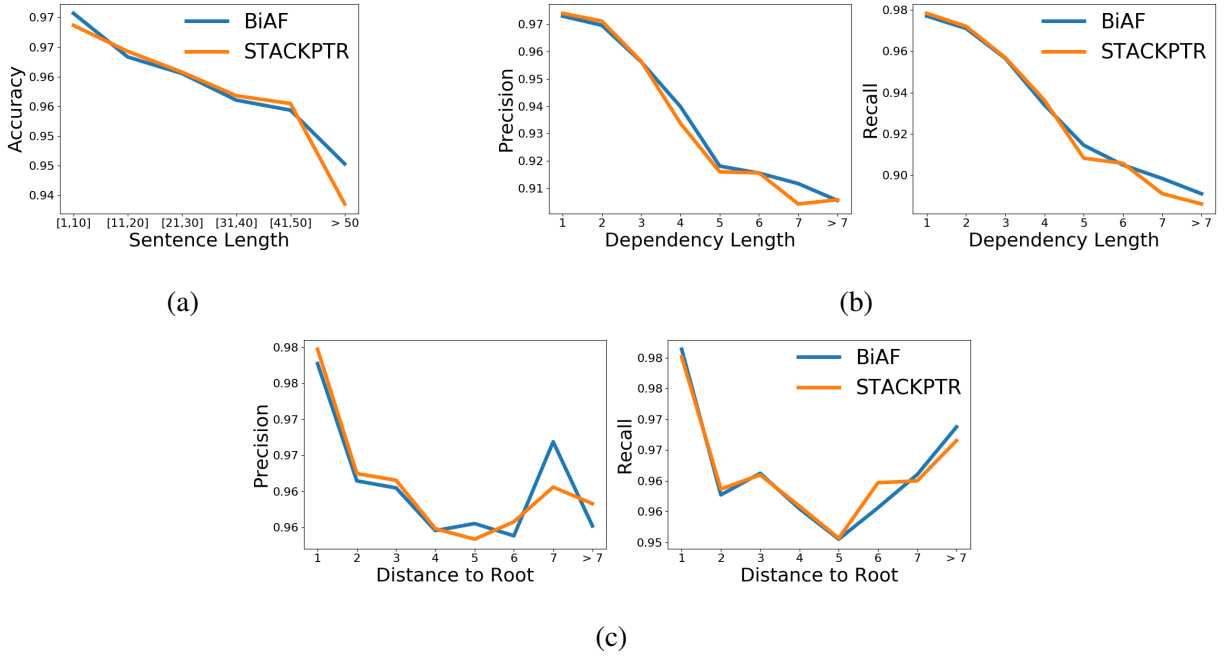 Accuracy
0.97
0.97
0.96
0.96
0.95
0.95
0.94
BiAF
STACKPTR
[1,10] [11,20] [21,30] [31,40] [41,50] > 50
Sentence Length
(a)
Precision
0.97
0.96
0.95
0.94
0.93
0.92
0.91
1 2 3 4 5 6 7 > 7
Dependency Length
Recall
0.98
0.96
0.94
0.92
0.90
BiAF
STACKPTR
1 2 3 4 5 6 7 > 7
Dependency Length
(b)
Precision
0.98
0.98
0.97
0.97
0.96
0.96
1 2 3 4 5 6 7 > 7
Distance to Root
Recall
0.98
0.98
0.97
0.97
0.96
0.96
0.95
BiAF
STACKPTR
1 2 3 4 5 6 7 > 7
Distance to Root
(c)